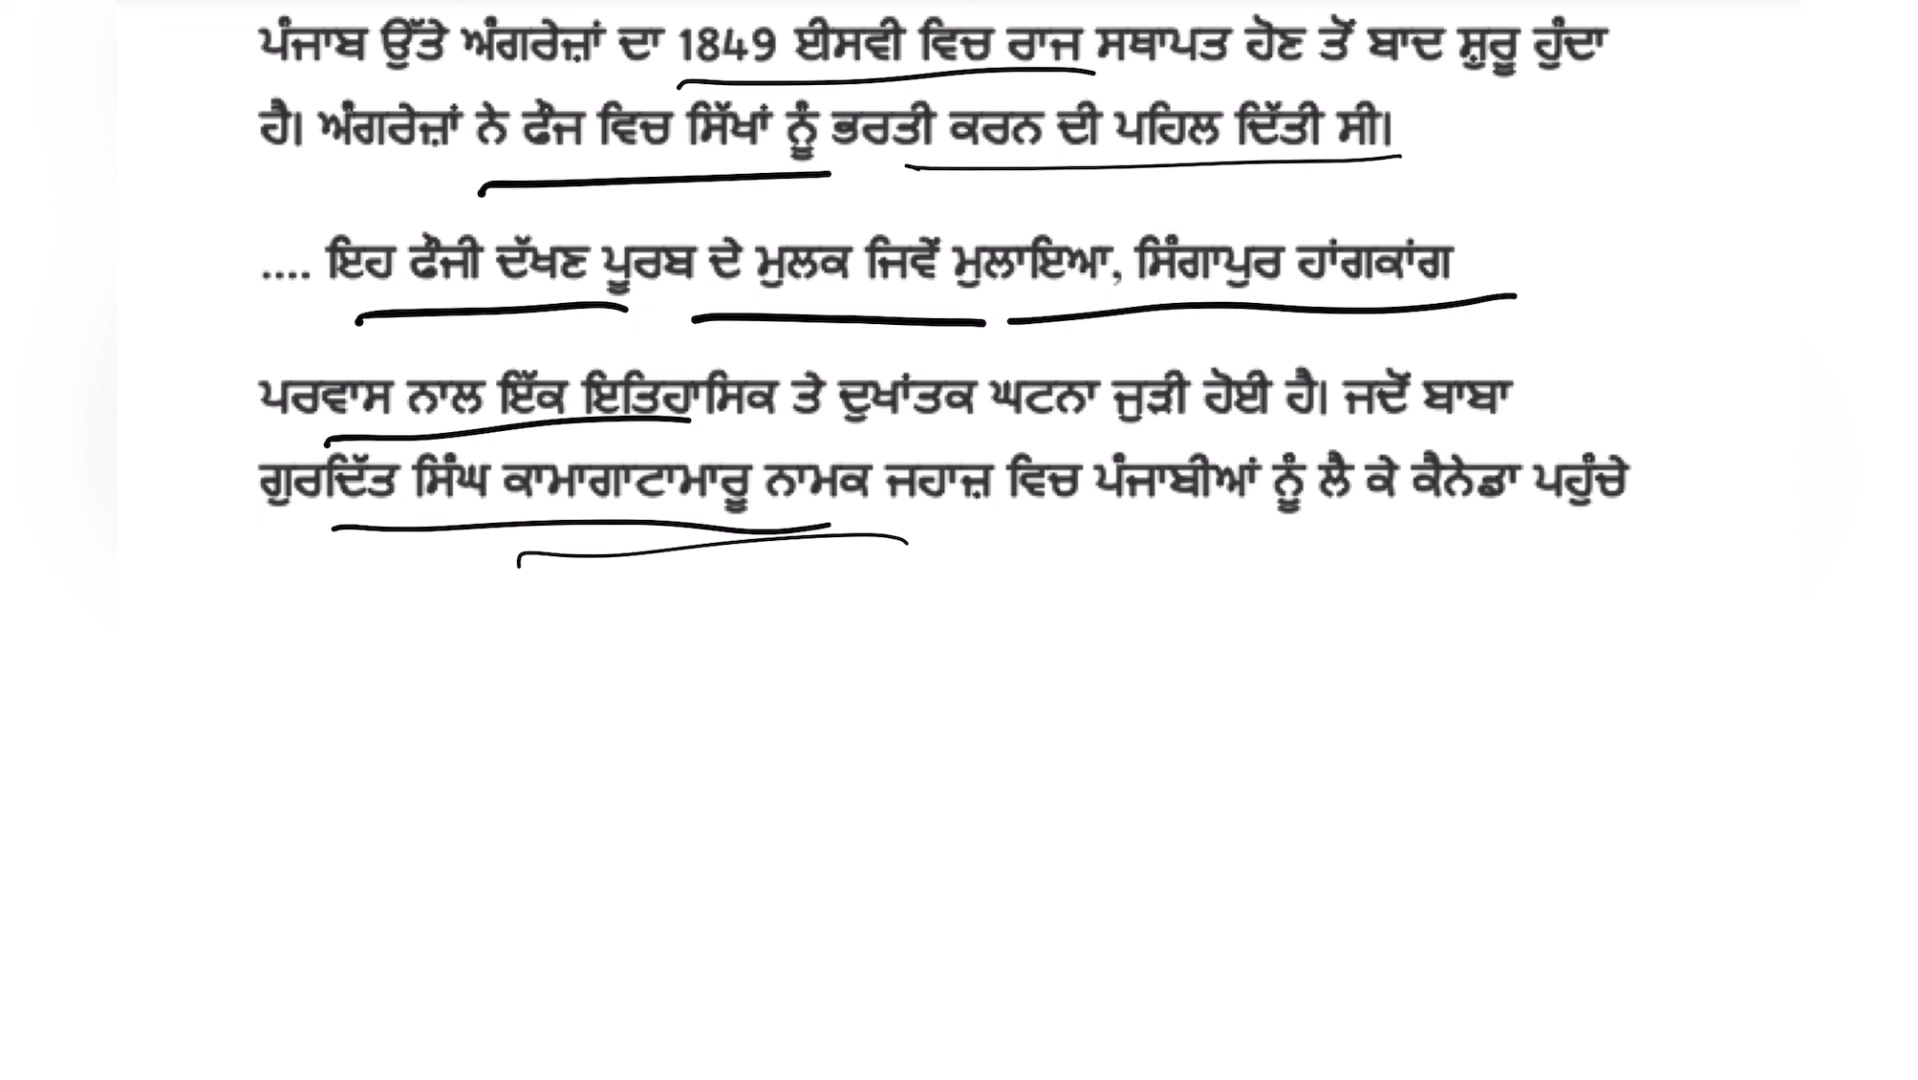 ਪੰਜਾਬ ਉੱਤੇ ਅੰਗਰੇਜ਼ਾਂ ਦਾ 1849 ਈਸਵੀ ਵਿਚ ਰਾਜ ਸਥਾਪਤ ਹੋਣ ਤੋਂ ਬਾਦ ਸ਼ੁਰੂ ਹੁੰਦਾ
ਹੈ। ਅੰਗਰੇਜ਼ਾਂ ਨੇ ਫੌਜ ਵਿਚ ਸਿੱਖਾਂ ਨੂੰ ਭਰਤੀ ਕਰਨ ਦੀ ਪਹਿਲ ਦਿੱਤੀ ਸੀ।
.... ਇਹ ਫੌਜੀ ਦੱਖਣ ਪੂਰਬ ਦੇ ਮੁਲਕ ਜਿਵੇਂ ਮੁਲਾਇਆ, ਸਿੰਗਾਪੁਰ ਹਾਂਗਕਾਂਗ
ਪਰਵਾਸ ਨਾਲ ਇੱਕ ਇਤਿਹਾਸਿਕ ਤੇ ਦੁਖਾਂਤਕ ਘਟਨਾ ਜੁੜੀ ਹੋਈ ਹੈ। ਜਦੋਂ ਬਾਬਾ
ਗੁਰਦਿੱਤ ਸਿੰਘ ਕਾਮਾਗਾਟਾਮਾਰੂ ਨਾਮਕ ਜਹਾਜ਼ ਵਿਚ ਪੰਜਾਬੀਆਂ ਨੂੰ ਲੈ ਕੇ ਕੈਨੇਡਾ ਪਹੁੰਚੇ